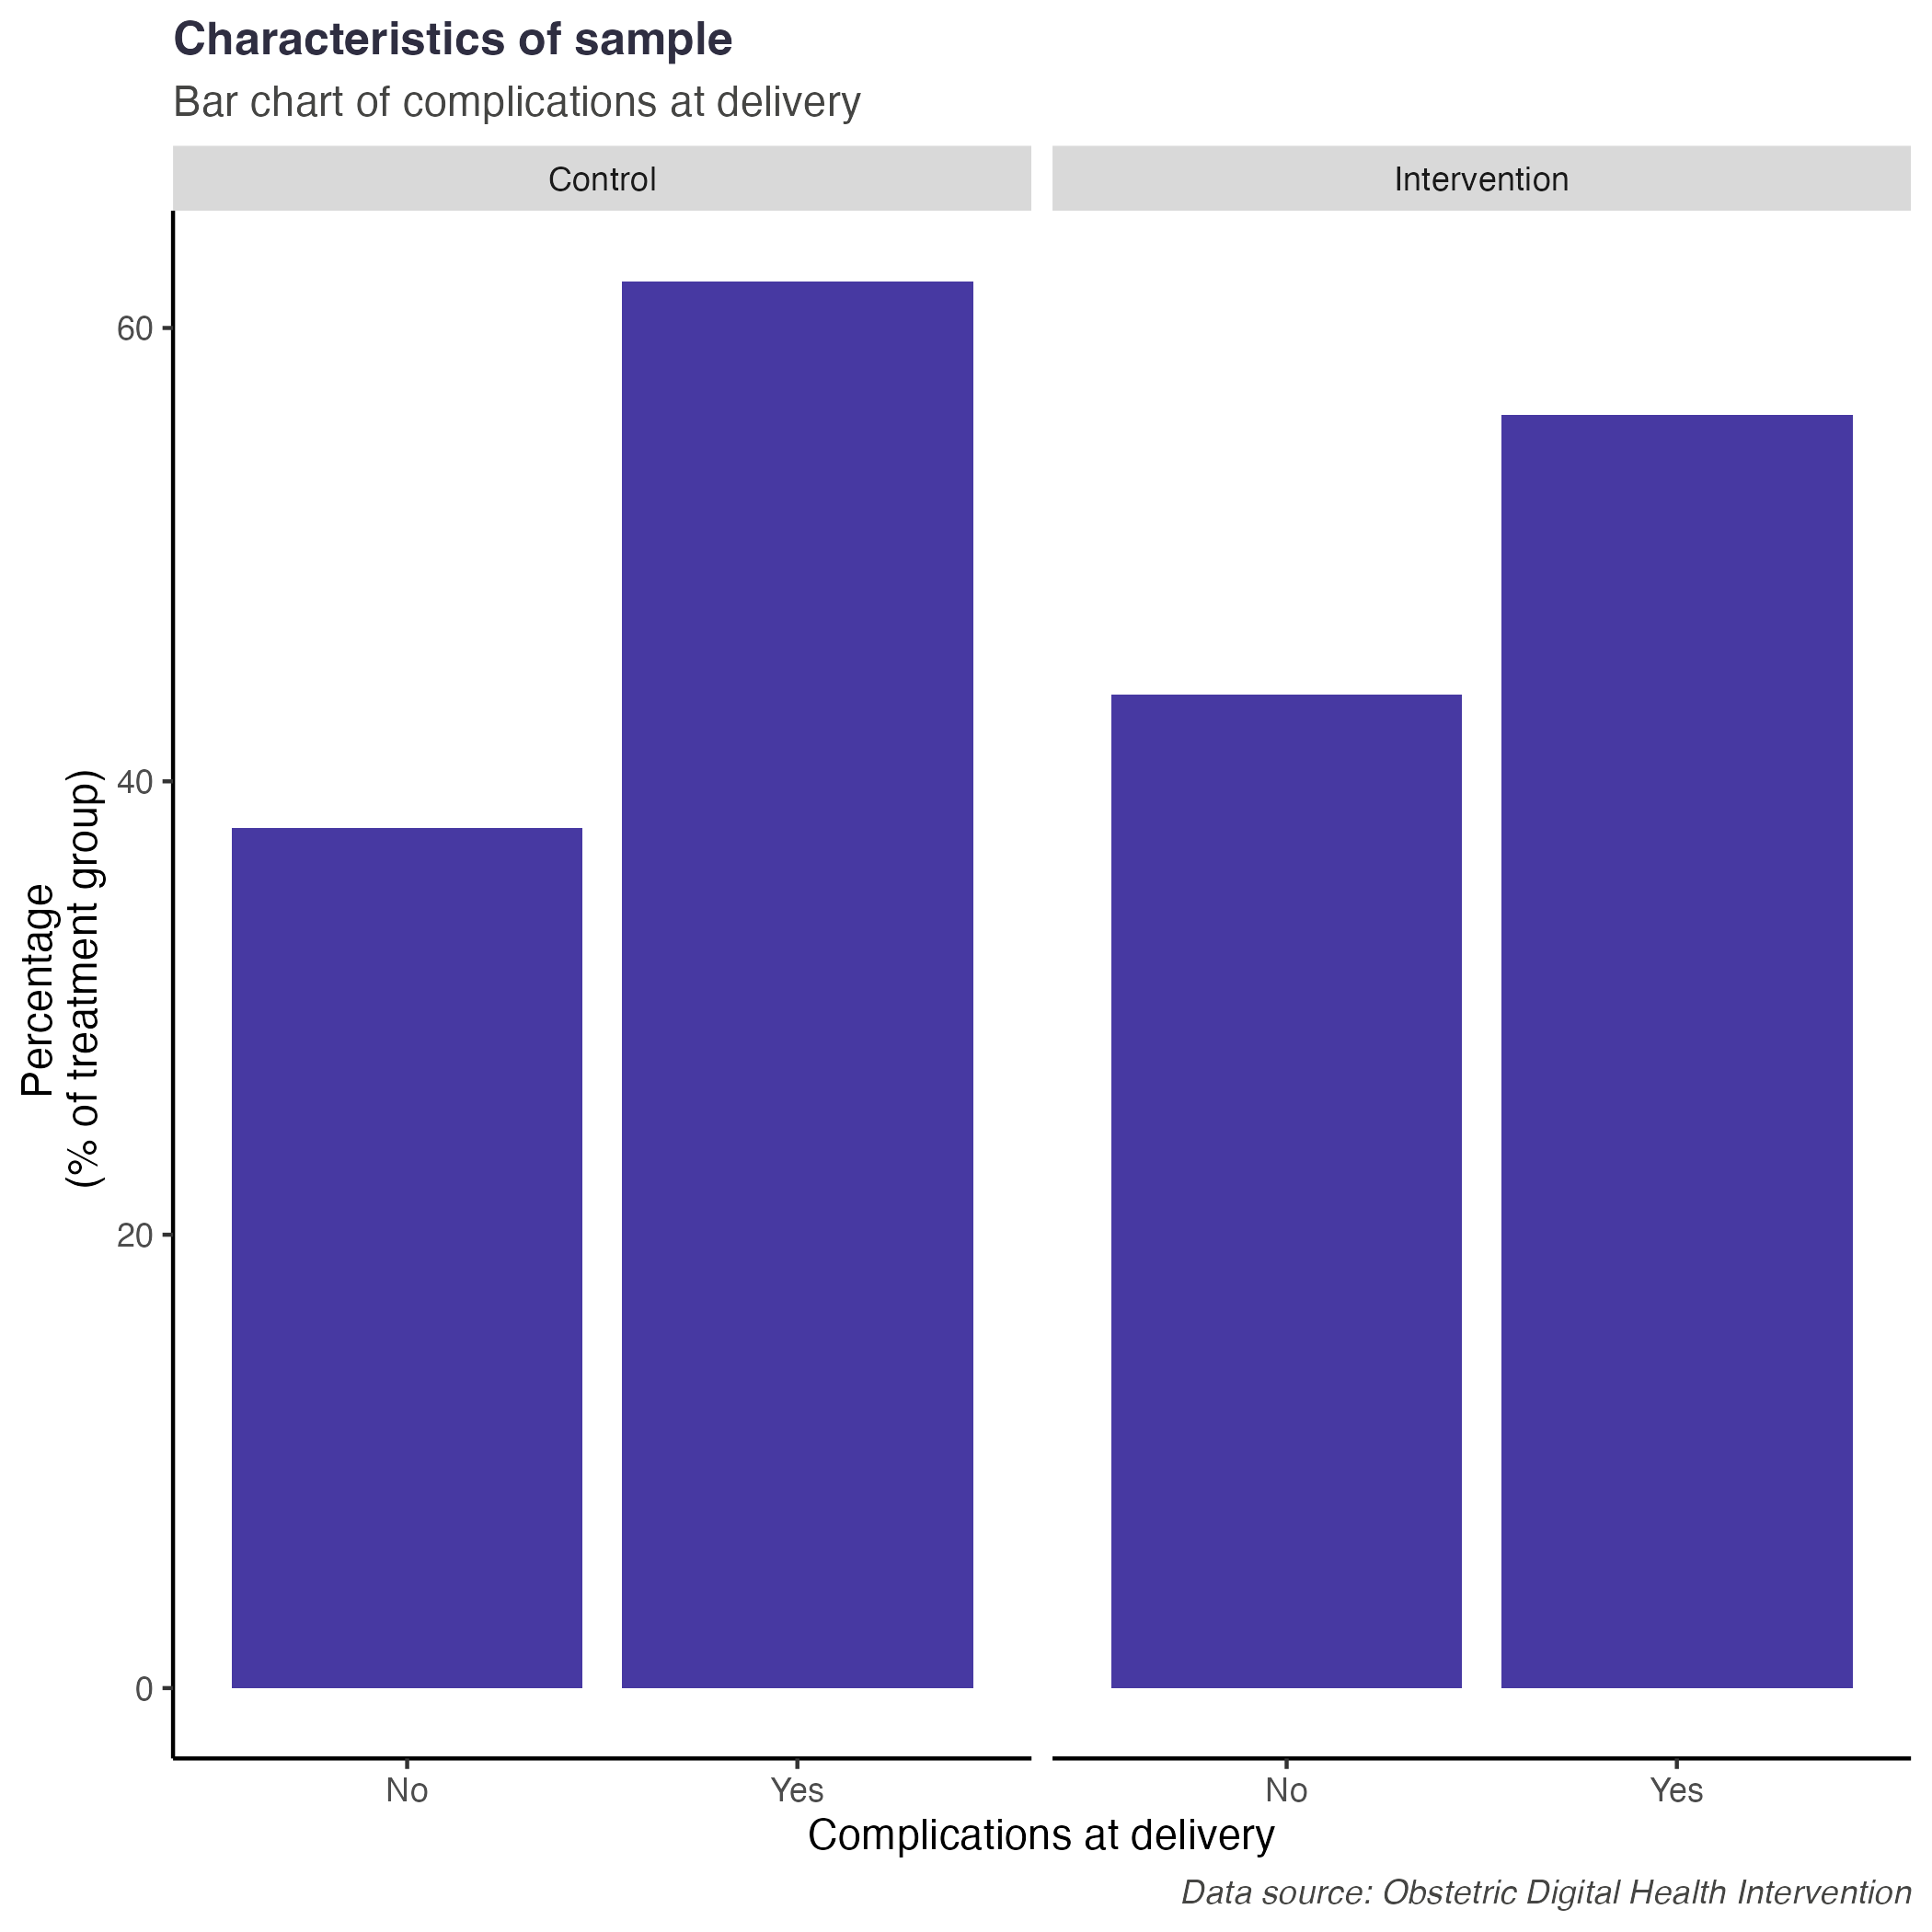 Characteristics of sample
Bar chart of complications at delivery
Control
Intervention
Percentage
(% of treatment group)
60
40
20
0
No
Yes
No
Yes
Complications at delivery
Data source: Obstetric Digital Health Intervention